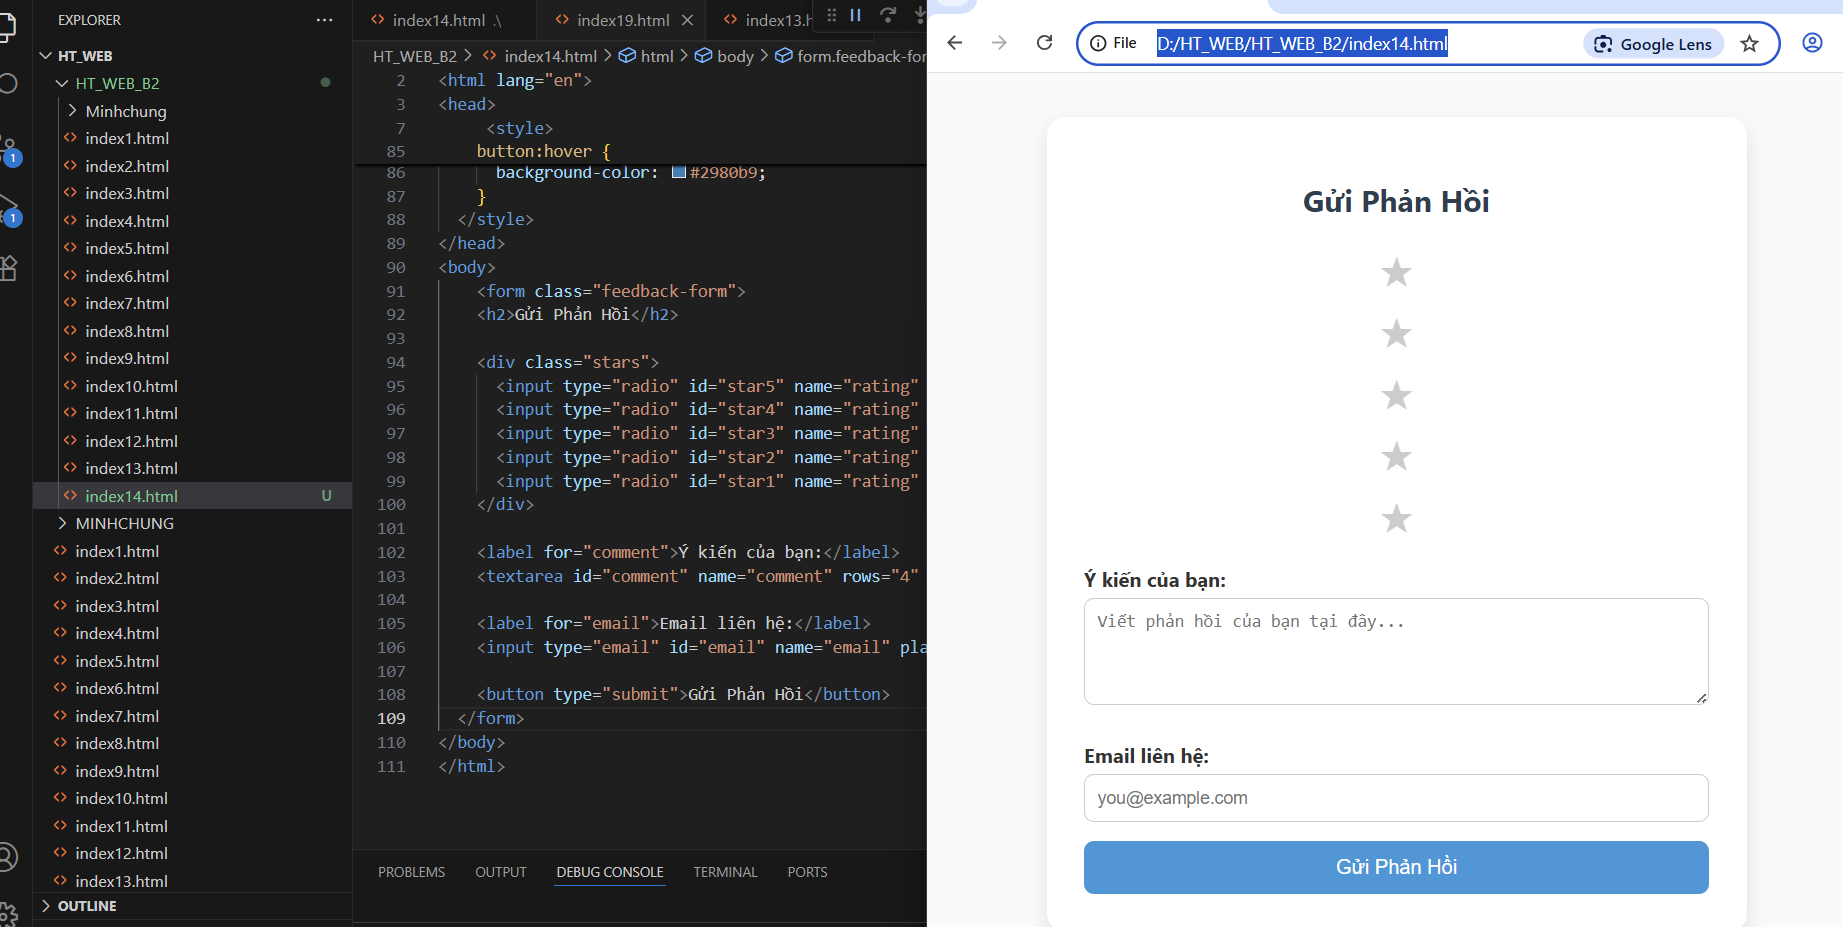 EXPLORER
HT_WEB
HT_WEB_B2
Minhchung
index1.html
index2.html
index3.html
index4.html
index5.html
index6.html
index7.html
index8.html
index9.html
index10.html
index11.html
index12.html
index13.html
index14.html U
MINHCHUNG
index1.html
index2.html
index3.html
index4.html
index5.html
index6.html
index7.html
index8.html
index9.html
index10.html
index11.html
index12.html
index13.html
OUTLINE
1
1
index14.html .\ index19.html index13.h
HT_WEB_B2 > index14.html > html > body > form.feedback-for
2 <html lang="en">
3 <head>
7 <style>
85 button:hover {
86 background-color: #2980b9;
87 }
88 </style>
89 </head>
90 <body>
91 <form class="feedback-form">
92 <h2>Gửi Phản Hồi</h2>
93
94 <div class="stars">
95 <input type="radio" id="star5" name="rating"
96 <input type="radio" id="star4" name="rating"
97 <input type="radio" id="star3" name="rating"
98 <input type="radio" id="star2" name="rating"
99 <input type="radio" id="star1" name="rating"
100 </div>
101
102 <label for="comment">Ý kiến của bạn:</label>
103 <textarea id="comment" name="comment" rows="4"
104
105 <label for="email">Email liên hệ:</label>
106 <input type="email" id="email" name="email" pla
107
108 <button type="submit">Gửi Phản Hồi</button>
109 </form>
110 </body>
111 </html>
PROBLEMS OUTPUT DEBUG CONSOLE TERMINAL PORTS
File D:/HT_WEB/HT_WEB_B2/index14.html Google Lens
Gửi Phản Hồi
Ý kiến của bạn:
Viết phản hồi của bạn tại đây...
Email liên hệ:
you@example.com
Gửi Phản Hồi